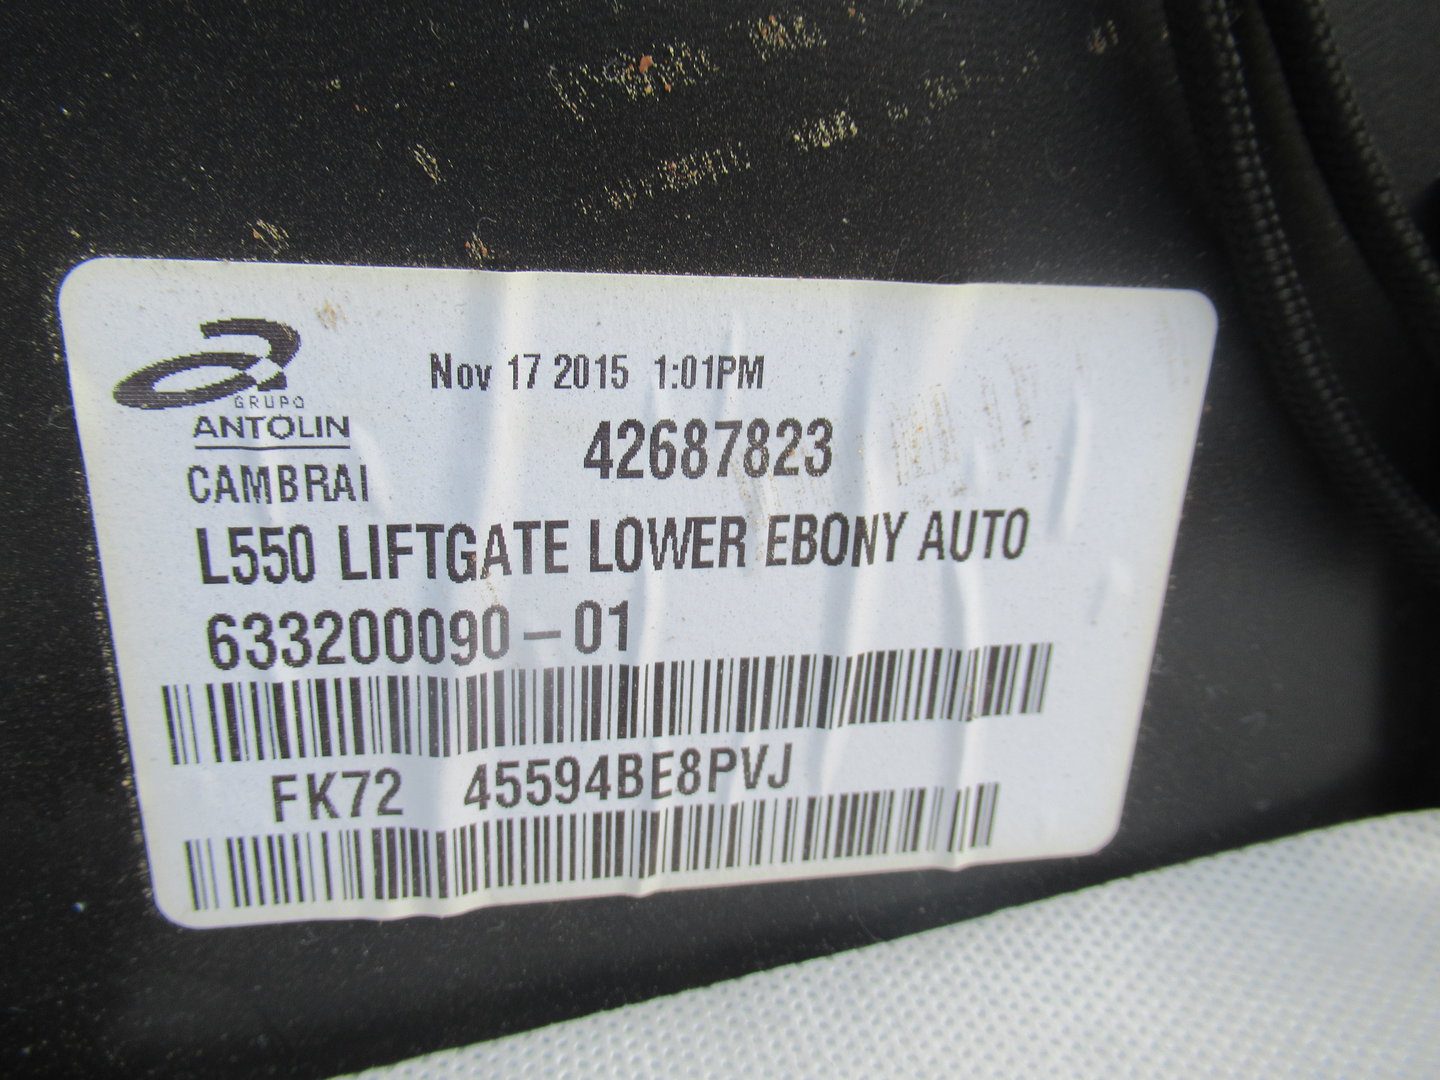 Nov 17 2015 1:01PM
GRUPO
ANTOLIN
42687823
CAMBRAI
L550 LIFTGATE LOWER EBONY AUTO
633200090-01
FK72 45594BE8PVJ